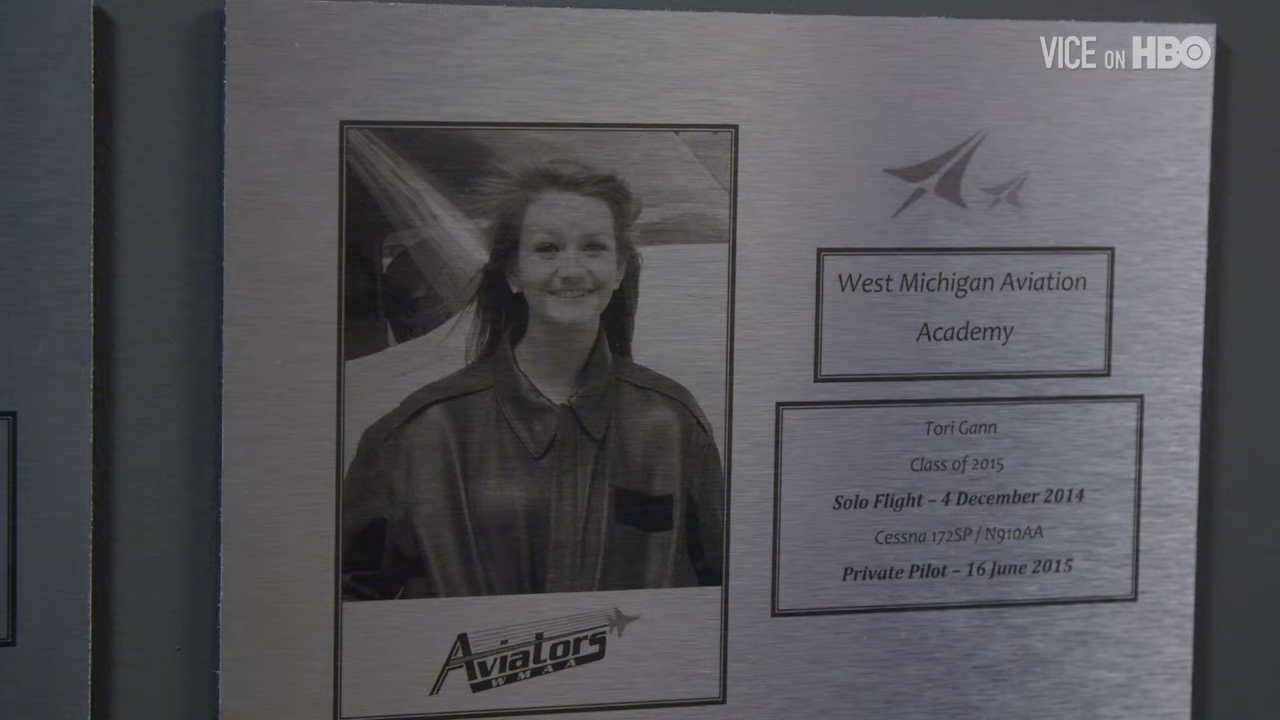 VICE ON HBO
West Michigan Aviation
Academy
Tori Gann
Class of 2015
Solo Flight – 4 December 2014
Cessna 172SP / N910AA
Private Pilot – 16 June 2015
Aviators
WMAA